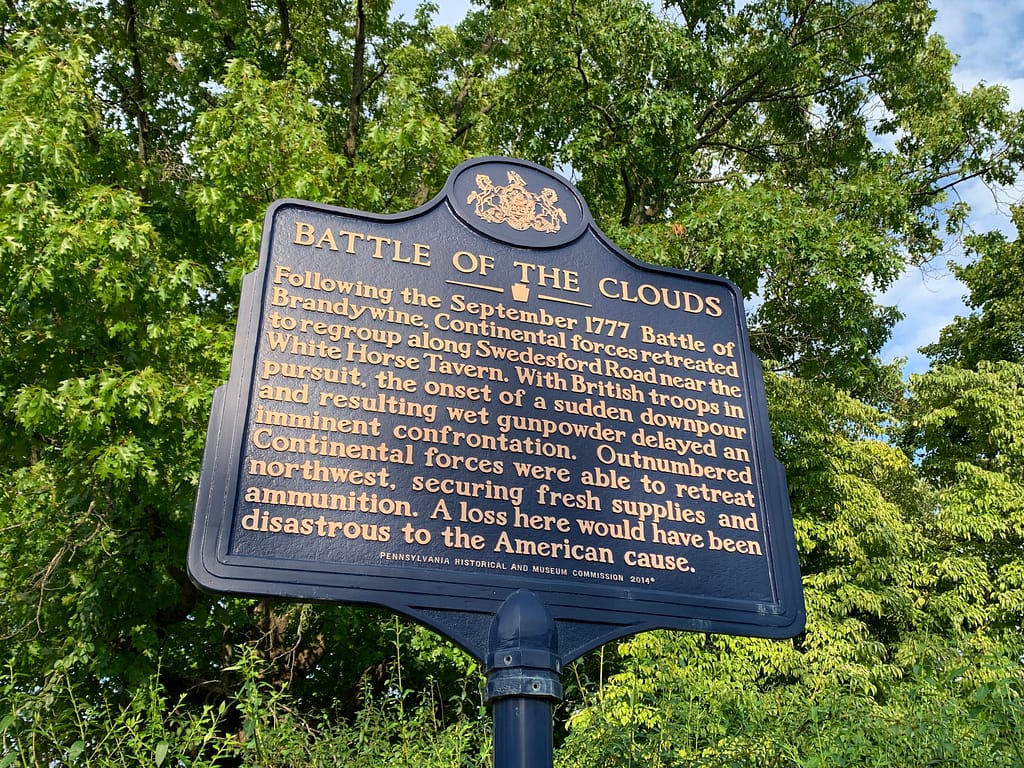 BATTLE OF THE CLOUDS
Following the September 1777 Battle of
Brandywine, Continental forces retreated
to regroup along Swedesford Road near the
White Horse Tavern. With British troops in
pursuit, the onset of a sudden downpour
and resulting wet gunpowder delayed an
imminent confrontation. Outnumbered
Continental forces were able to retreat
northwest, securing fresh supplies and
ammunition. A loss here would have been
disastrous to the American cause.
PENNSYLVANIA HISTORICAL AND MUSEUM COMMISSION 2014®